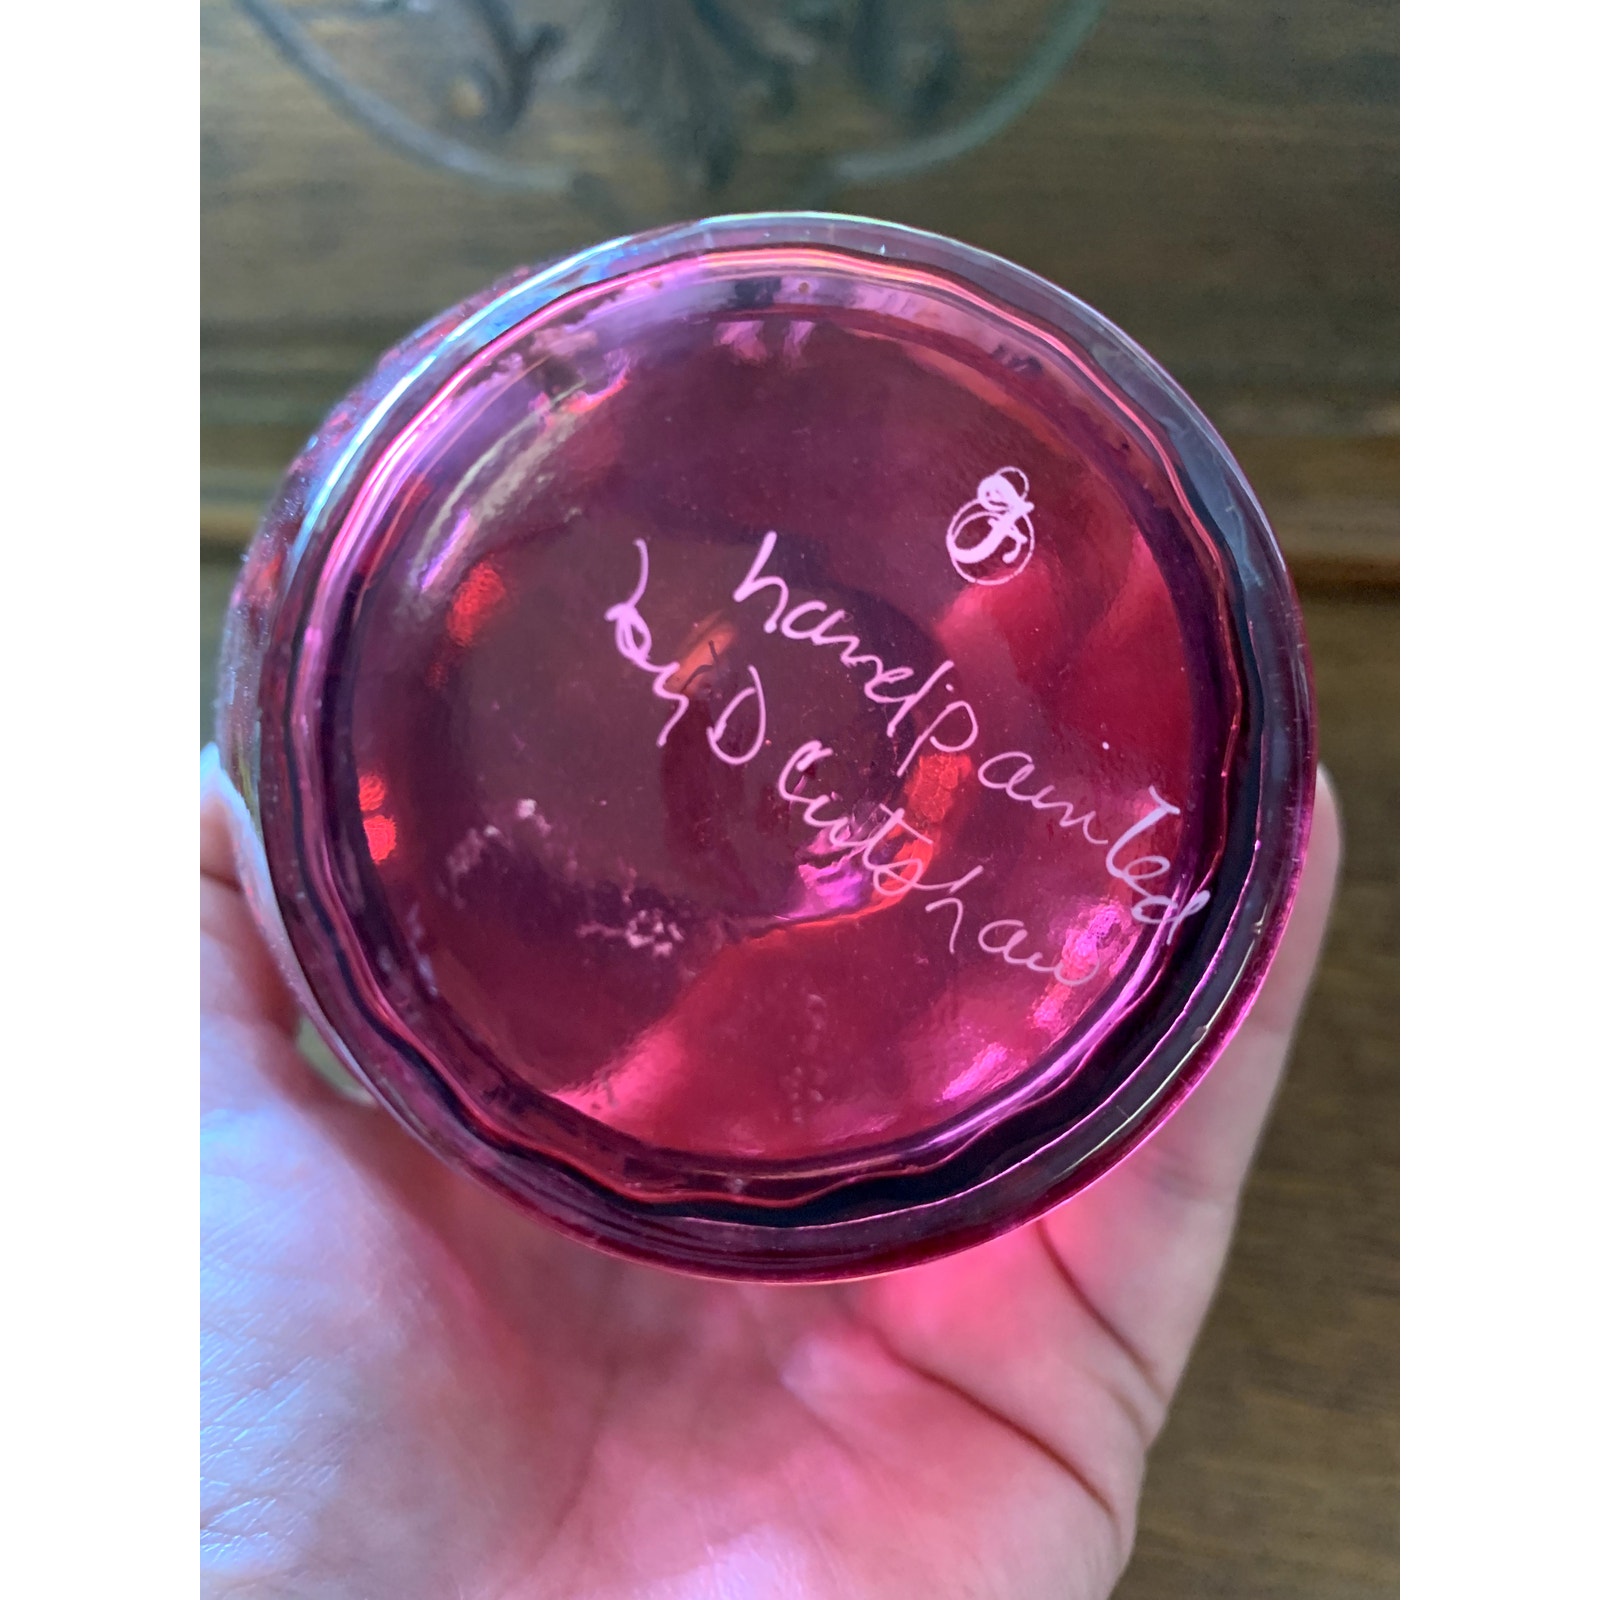 F
handpainted
by D Cutshaw